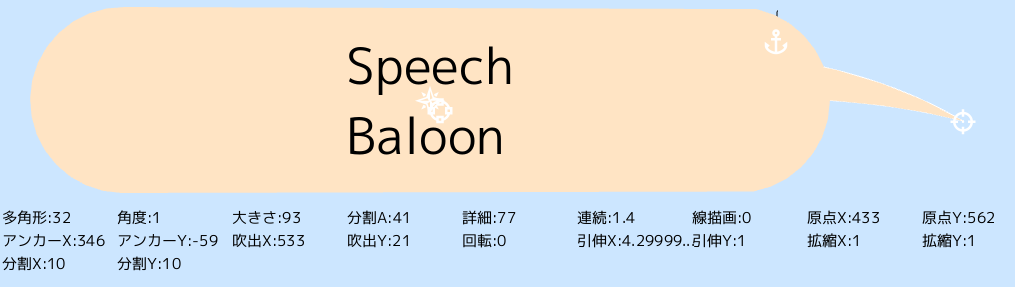 Speech
Baloon
多角形:32 角度:1 大きさ:93 分割A:41 詳細:77 連続:1.4 線描画:0 原点X:433 原点Y:562
アンカーX:346 アンカーY:-59 吹出X:533 吹出Y:21 回転:0 引伸X:4.29999.. 引伸Y:1 拡縮X:1 拡縮Y:1
分割X:10 分割Y:10